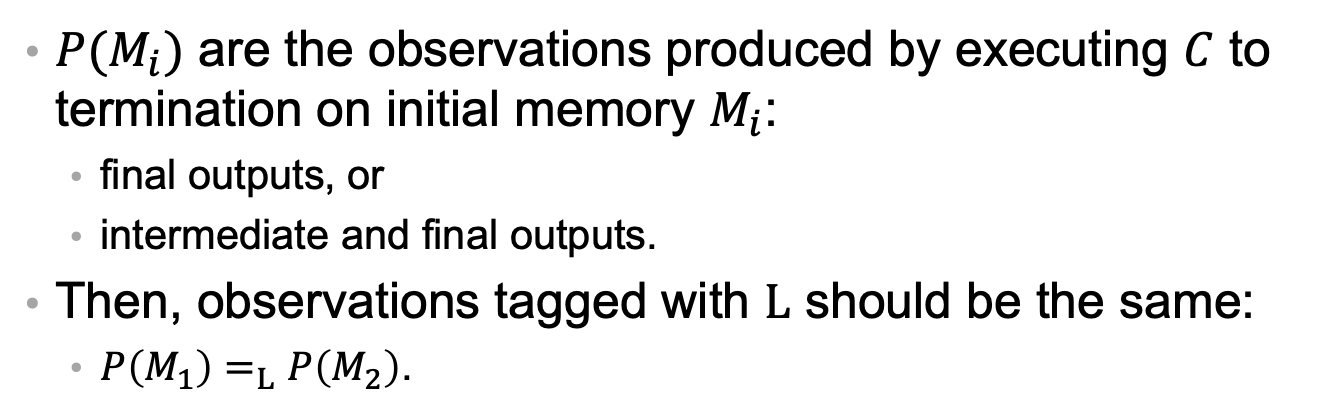 • P(Mᵢ) are the observations produced by executing C to
termination on initial memory Mᵢ:
• final outputs, or
• intermediate and final outputs.
• Then, observations tagged with L should be the same:
• P(M₁) =L P(M₂).